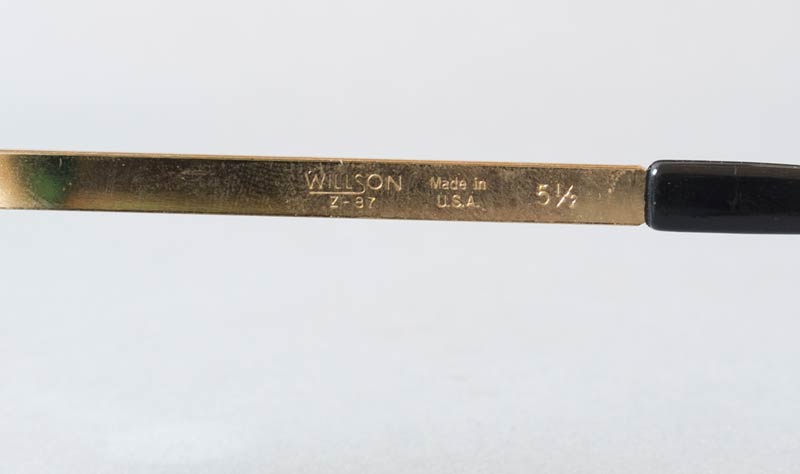 WILLSON
Z-87
Made in
U.S.A.
5½